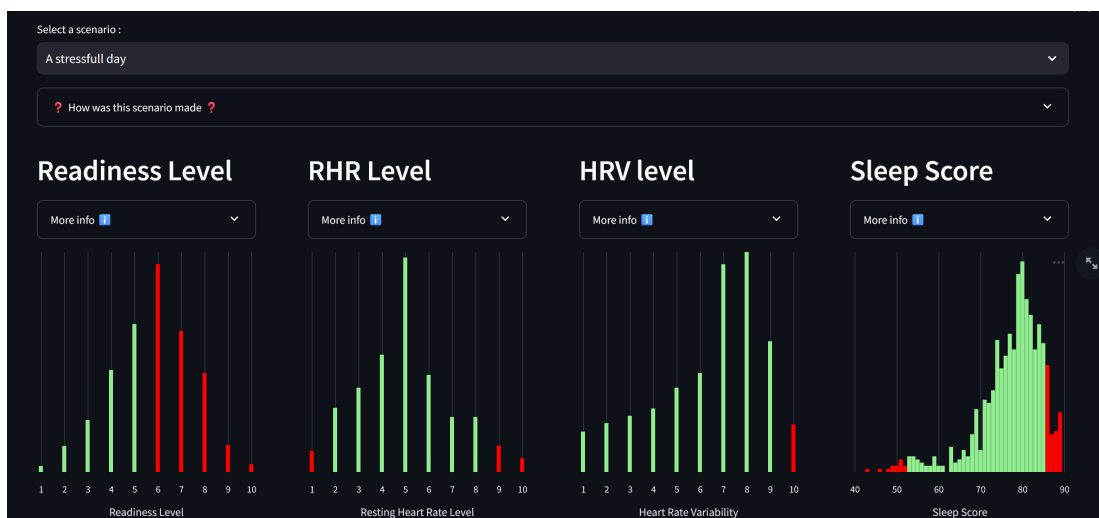 Select a scenario :
A stressfull day
❓ How was this scenario made ❓
Readiness Level
RHR Level
HRV level
Sleep Score
More info ℹ️
More info ℹ️
More info ℹ️
More info ℹ️
1 2 3 4 5 6 7 8 9 10
1 2 3 4 5 6 7 8 9 10
1 2 3 4 5 6 7 8 9 10
40 50 60 70 80 90
Readiness Level
Resting Heart Rate Level
Heart Rate Variability
Sleep Score